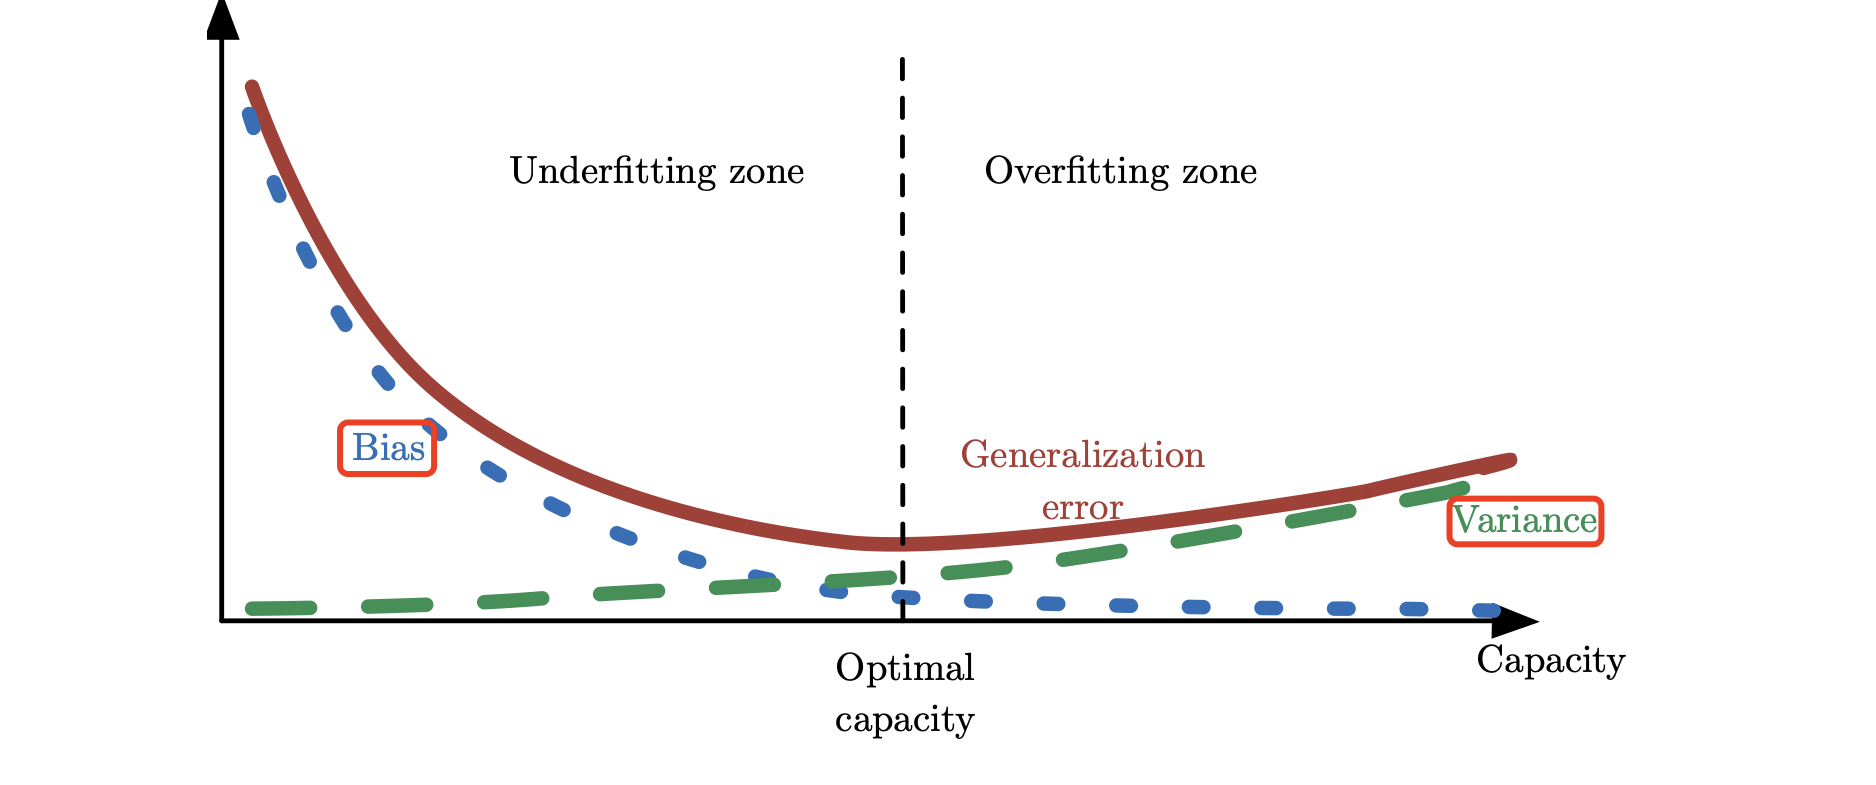 Underfitting zone
Overfitting zone
Bias
Generalization
error
Variance
Capacity
Optimal
capacity